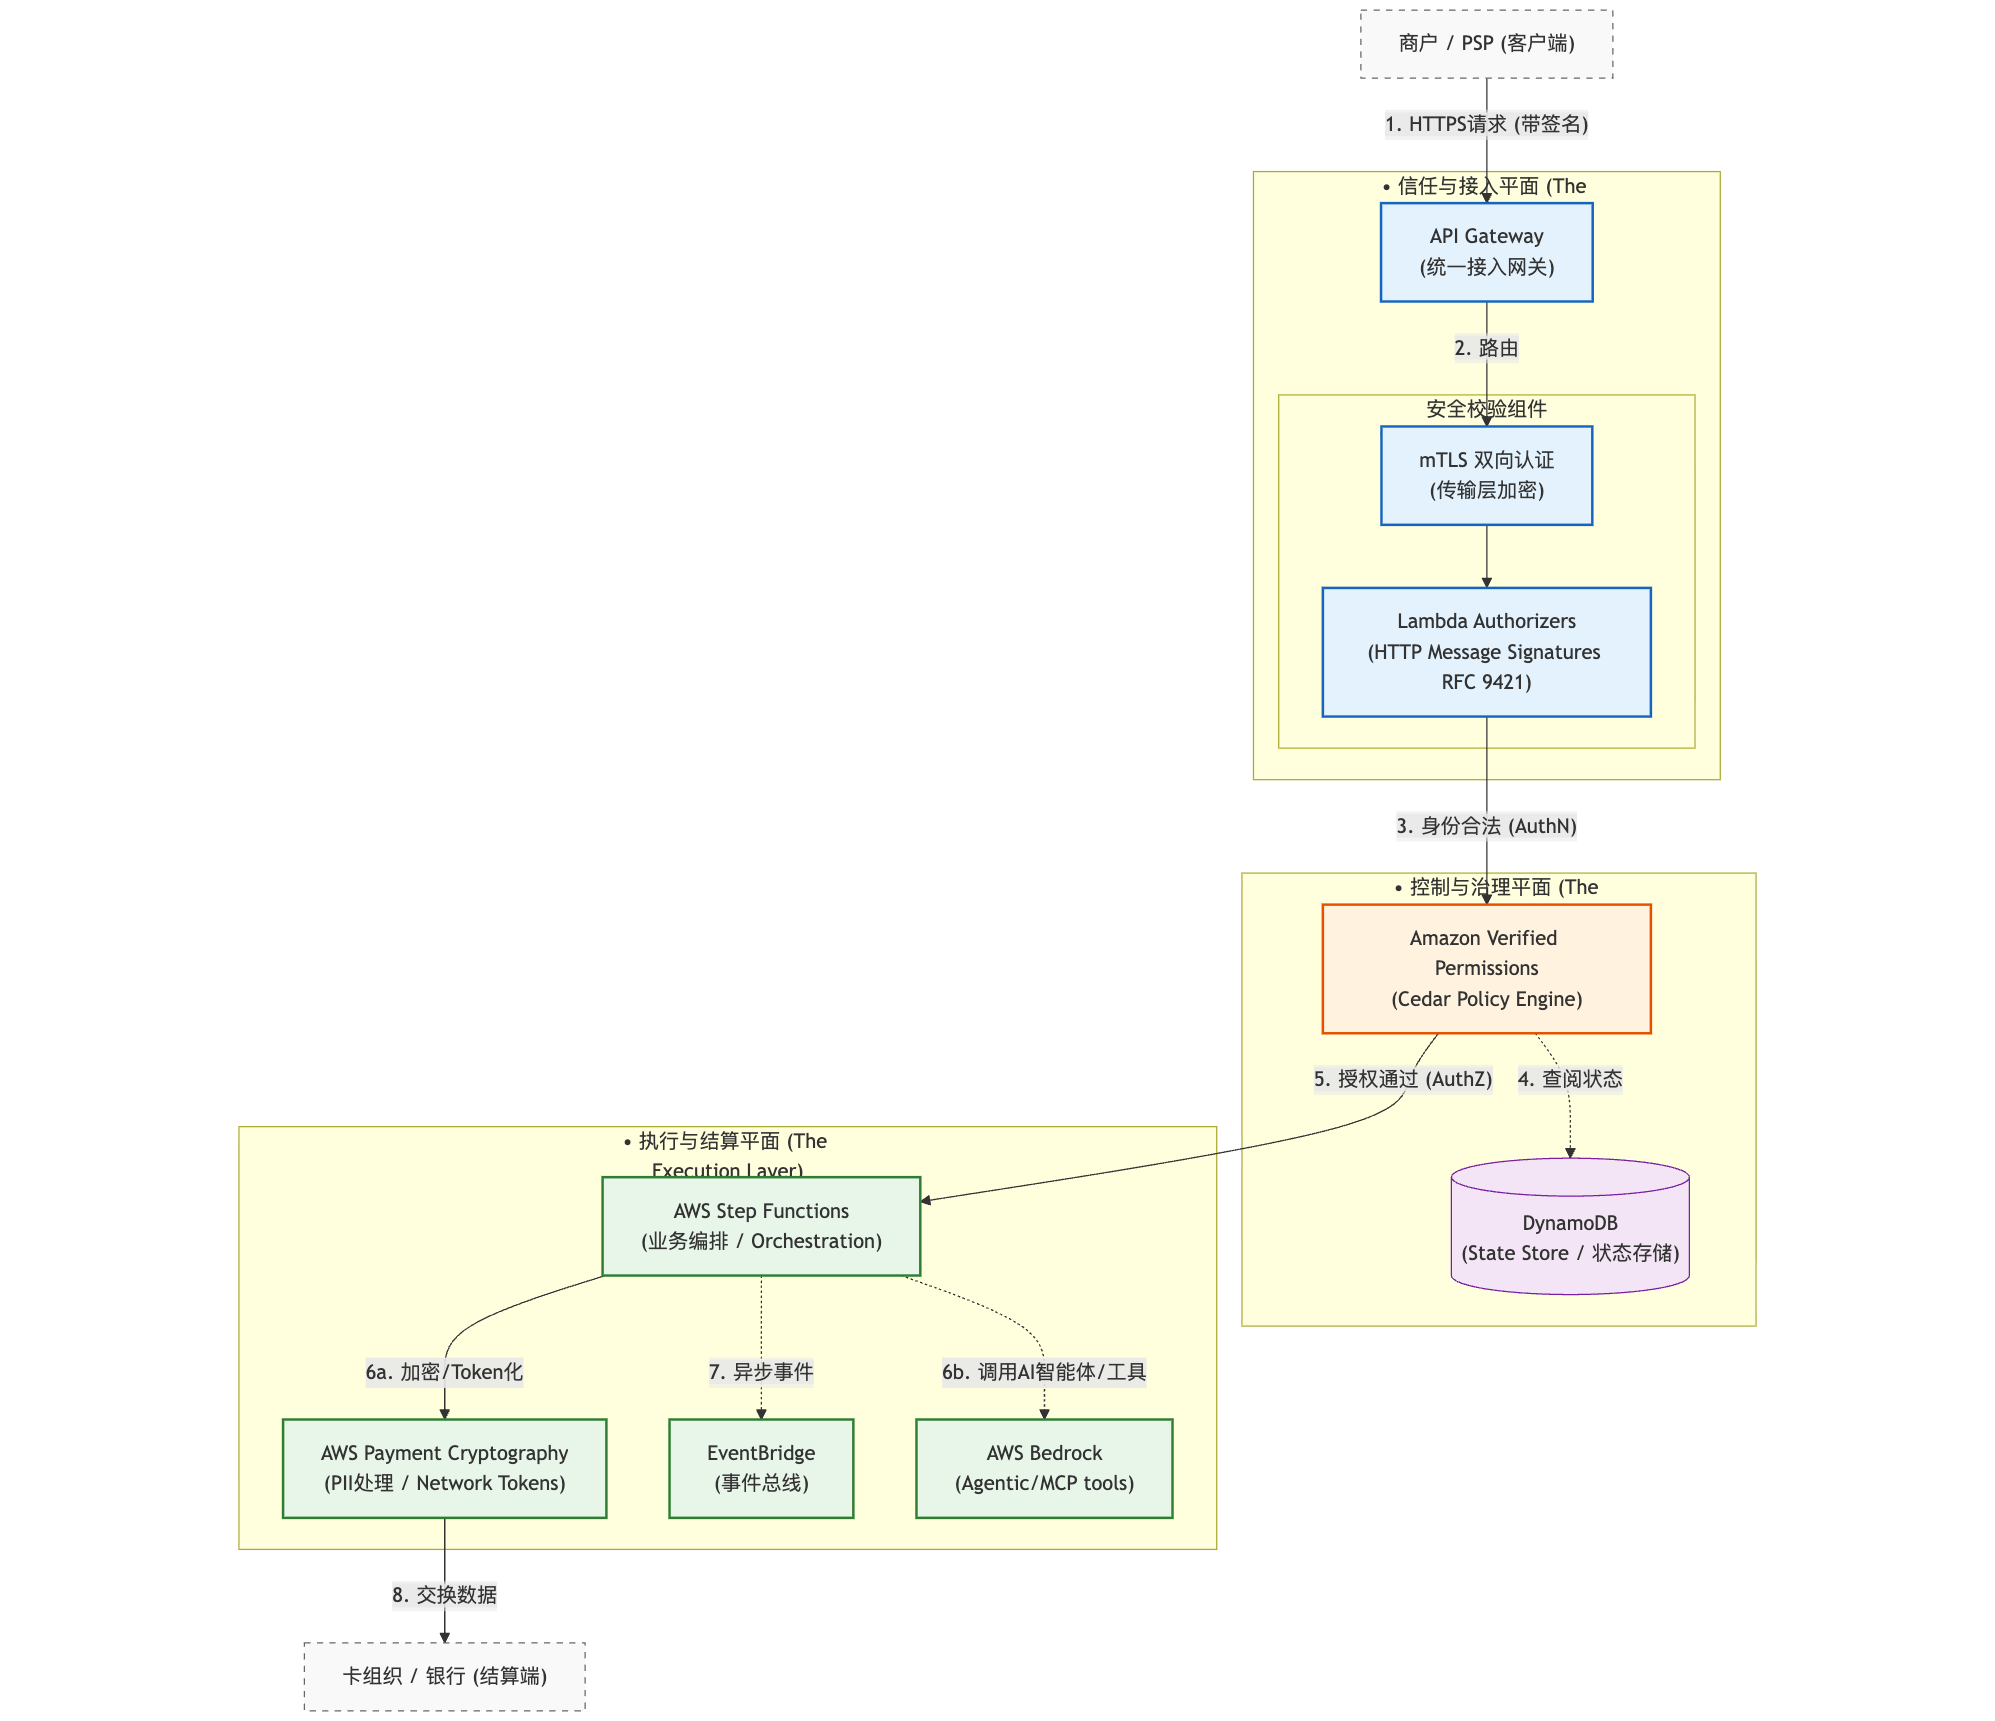 商户 / PSP (客户端)
1. HTTPS请求 (带签名)
• 信任与接入平面 (The
API Gateway
(统一接入网关)
2. 路由
安全校验组件
mTLS 双向认证
(传输层加密)
Lambda Authorizers
(HTTP Message Signatures
RFC 9421)
3. 身份合法 (AuthN)
• 控制与治理平面 (The
Amazon Verified
Permissions
(Cedar Policy Engine)
5. 授权通过 (AuthZ)
4. 查阅状态
DynamoDB
(State Store / 状态存储)
• 执行与结算平面 (The
Execution Layer)
AWS Step Functions
(业务编排 / Orchestration)
6a. 加密/Token化
7. 异步事件
6b. 调用AI智能体/工具
AWS Payment Cryptography
(PII处理 / Network Tokens)
EventBridge
(事件总线)
AWS Bedrock
(Agentic/MCP tools)
8. 交换数据
卡组织 / 银行 (结算端)